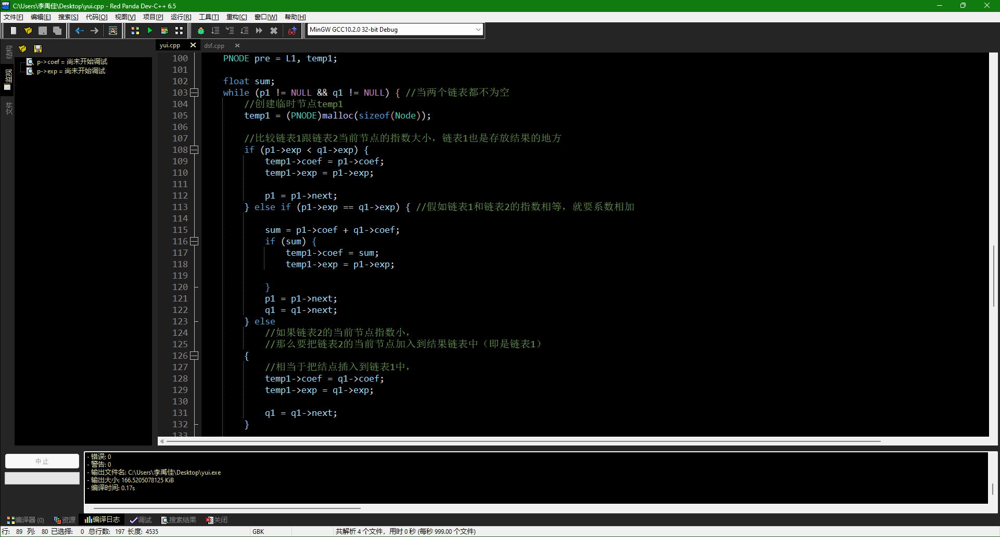 C:\Users\李禹佳\Desktop\yui.cpp - Red Panda Dev-C++ 6.5
文件[F] 编辑[E] 搜索[S] 代码[O] 视图[V] 项目[P] 运行[R] 工具[T] 重构[C] 窗口[W] 帮助[H]
MinGW GCC10.2.0 32-bit Debug
结构
监视
文件
p->coef = 尚未开始调试
p->exp = 尚未开始调试
yui.cpp dsf.cpp
100 PNODE pre = L1, temp1;
101
102 float sum;
103 while (p1 != NULL && q1 != NULL) { //当两个链表都不为空
104 //创建临时节点temp1
105 temp1 = (PNODE)malloc(sizeof(Node));
106
107 //比较链表1跟链表2当前节点的指数大小，链表1也是存放结果的地方
108 if (p1->exp < q1->exp) {
109 temp1->coef = p1->coef;
110 temp1->exp = p1->exp;
111
112 p1 = p1->next;
113 } else if (p1->exp == q1->exp) { //假如链表1和链表2的指数相等，就要系数相加
114
115 sum = p1->coef + q1->coef;
116 if (sum) {
117 temp1->coef = sum;
118 temp1->exp = p1->exp;
119
120 }
121 p1 = p1->next;
122 q1 = q1->next;
123 } else
124 //如果链表2的当前节点指数小，
125 //那么要把链表2的当前节点加入到结果链表中（即是链表1）
126 {
127 //相当于把结点插入到链表1中，
128 temp1->coef = q1->coef;
129 temp1->exp = q1->exp;
130
131 q1 = q1->next;
132 }
133
中止
- 错误: 0
- 警告: 0
- 输出文件名: C:\Users\李禹佳\Desktop\yui.exe
- 输出大小: 166.5205078125 KiB
- 编译时间: 0.17s
编译器 (0) 资源 编译日志 调试 搜索结果 关闭
行: 89 列: 80 已选择: 0 总行数: 197 长度: 4535 GBK 共解析 4 个文件，用时 0 秒 (每秒 999.00 个文件)